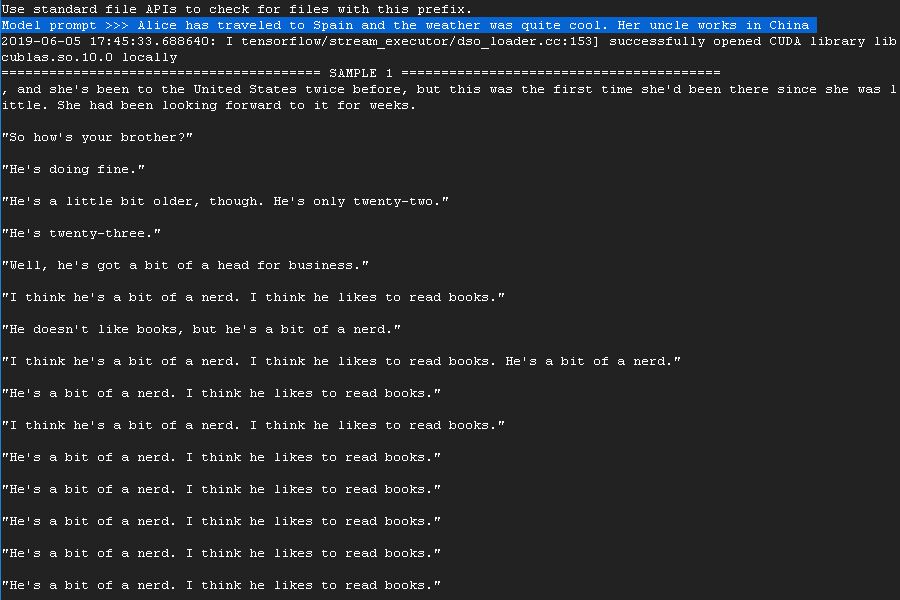 Use standard file APIs to check for files with this prefix.
Model prompt >>> Alice has traveled to Spain and the weather was quite cool. Her uncle works in China
2019-06-05 17:45:33.688640: I tensorflow/stream_executor/dso_loader.cc:153] successfully opened CUDA library lib
cublas.so.10.0 locally
======================================== SAMPLE 1 ========================================
, and she's been to the United States twice before, but this was the first time she'd been there since she was l
ittle. She had been looking forward to it for weeks.
"So how's your brother?"
"He's doing fine."
"He's a little bit older, though. He's only twenty-two."
"He's twenty-three."
"Well, he's got a bit of a head for business."
"I think he's a bit of a nerd. I think he likes to read books."
"He doesn't like books, but he's a bit of a nerd."
"I think he's a bit of a nerd. I think he likes to read books. He's a bit of a nerd."
"He's a bit of a nerd. I think he likes to read books."
"I think he's a bit of a nerd. I think he likes to read books."
"He's a bit of a nerd. I think he likes to read books."
"He's a bit of a nerd. I think he likes to read books."
"He's a bit of a nerd. I think he likes to read books."
"He's a bit of a nerd. I think he likes to read books."
"He's a bit of a nerd. I think he likes to read books."